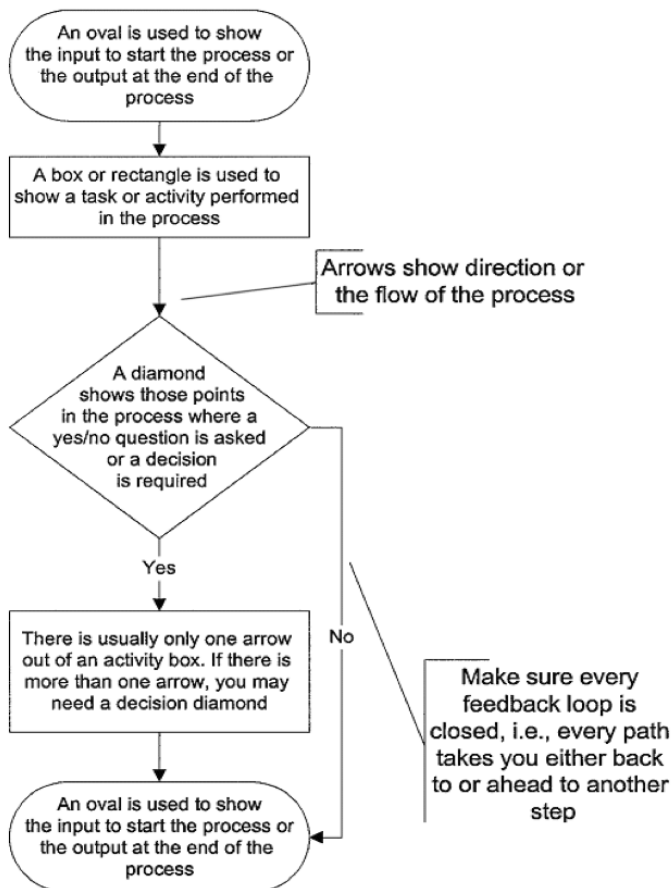 An oval is used to show
the input to start the process or
the output at the end of the
process
A box or rectangle is used to
show a task or activity performed
in the process
Arrows show direction or
the flow of the process
A diamond
shows those points
in the process where a
yes/no question is asked
or a decision
is required
Yes
No
There is usually only one arrow
out of an activity box. If there is
more than one arrow, you may
need a decision diamond
Make sure every
feedback loop is
closed, i.e., every path
takes you either back
to or ahead to another
step
An oval is used to show
the input to start the process or
the output at the end of the
process